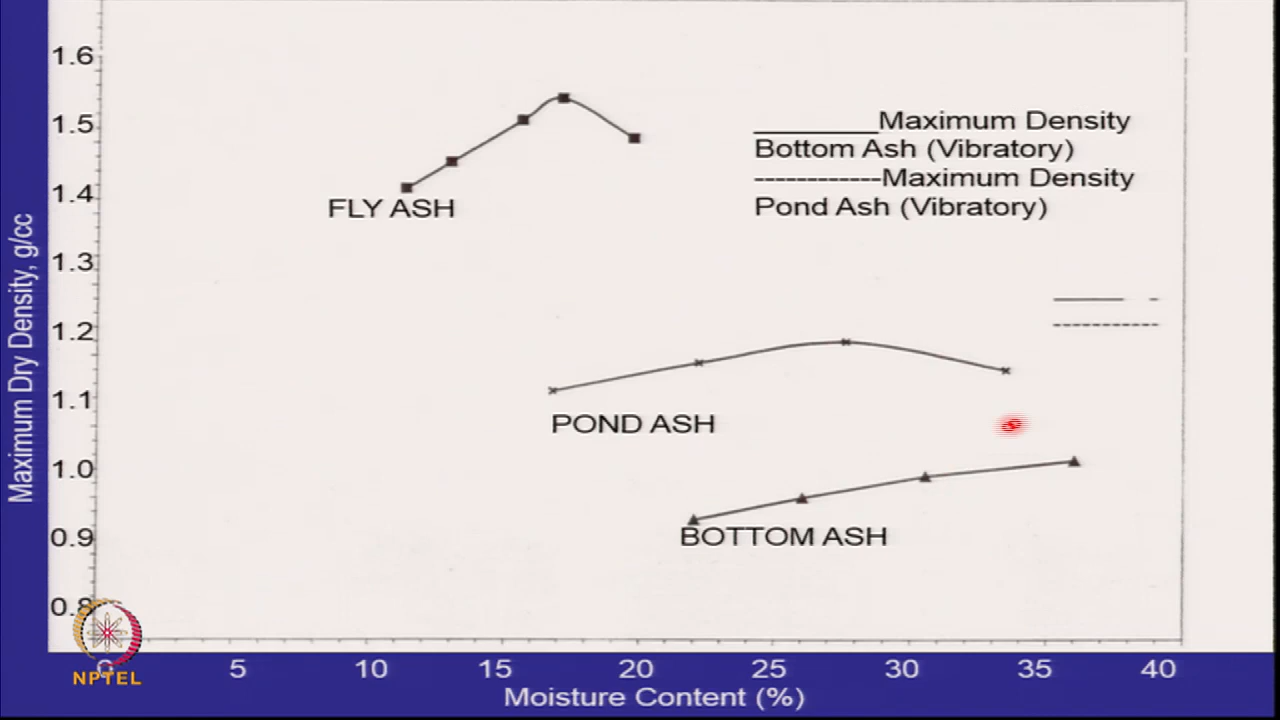 1.6
1.5
1.4
1.3
1.2
1.1
1.0
0.9
0.8
Maximum Dry Density, g/cc
FLY ASH
Maximum Density
Bottom Ash (Vibratory)
Maximum Density
Pond Ash (Vibratory)
POND ASH
BOTTOM ASH
0 5 10 15 20 25 30 35 40
Moisture Content (%)
NPTEL